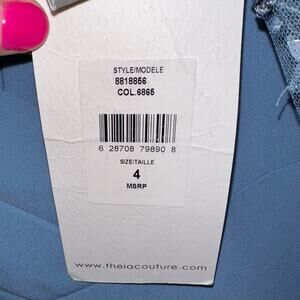 STYLE/MODELE
8818856
COL.6865
6 28708 79890 8
SIZE/TAILLE
4
MSRP
www.theiacouture.com